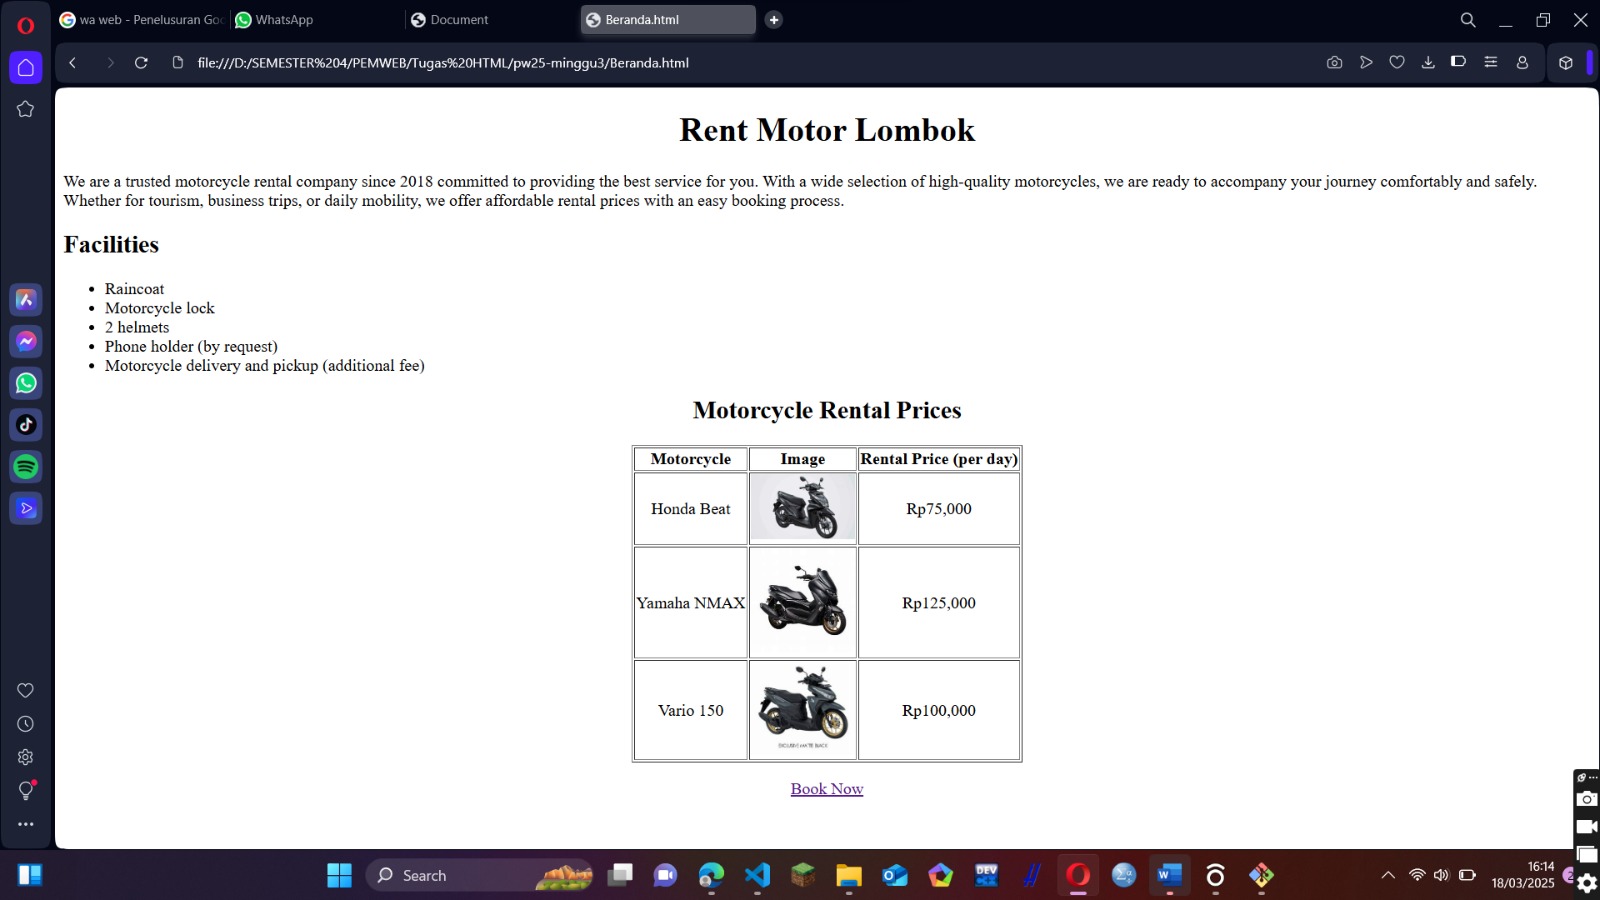 wa web - Penelusuran Goo
WhatsApp
Document
Beranda.html
file:///D:/SEMESTER%204/PEMWEB/Tugas%20HTML/pw25-minggu3/Beranda.html
Rent Motor Lombok
We are a trusted motorcycle rental company since 2018 committed to providing the best service for you. With a wide selection of high-quality motorcycles, we are ready to accompany your journey comfortably and safely.
Whether for tourism, business trips, or daily mobility, we offer affordable rental prices with an easy booking process.
Facilities
• Raincoat
• Motorcycle lock
• 2 helmets
• Phone holder (by request)
• Motorcycle delivery and pickup (additional fee)
Motorcycle Rental Prices
Motorcycle Image Rental Price (per day)
Honda Beat Rp75,000
Yamaha NMAX Rp125,000
Vario 150 Rp100,000
EXCLUSIVE MATTE BLACK
Book Now
Search
DEV
16:14
18/03/2025
2